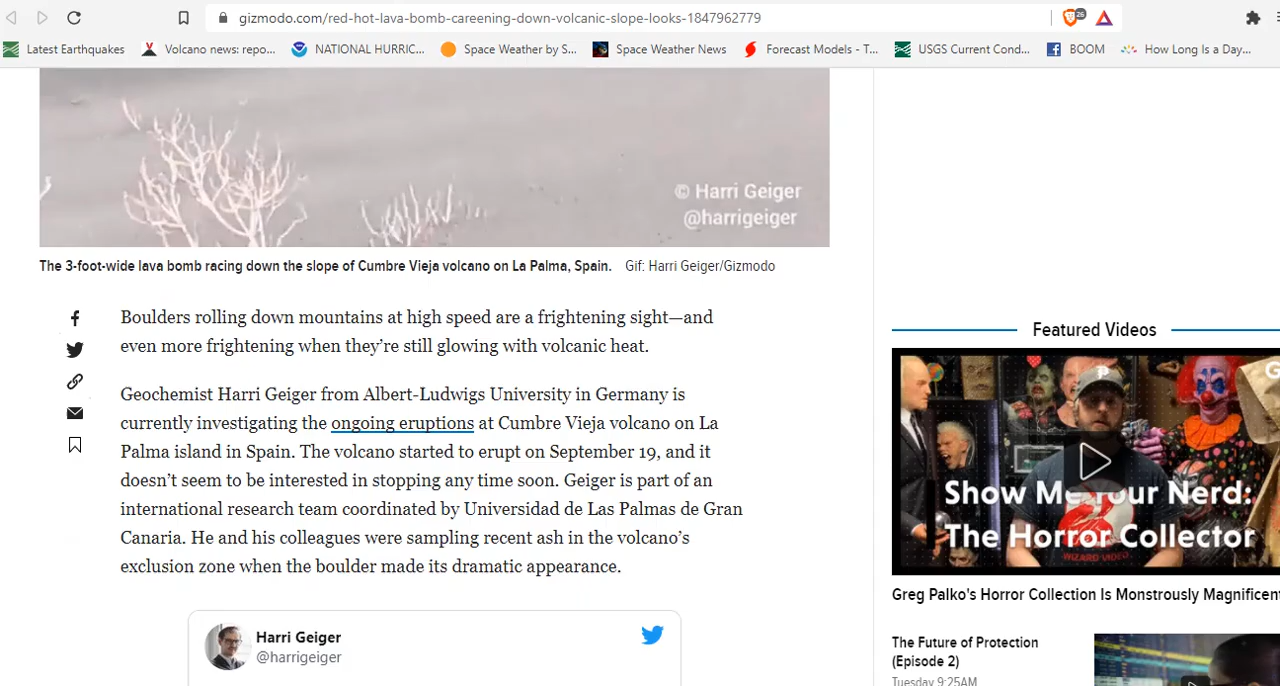 gizmodo.com/red-hot-lava-bomb-careening-down-volcanic-slope-looks-1847962779
26
Latest Earthquakes
Volcano news: repo...
NATIONAL HURRIC...
Space Weather by S...
Space Weather News
Forecast Models - T...
USGS Current Cond...
BOOM
How Long Is a Day...
© Harri Geiger
@harrigeiger
The 3-foot-wide lava bomb racing down the slope of Cumbre Vieja volcano on La Palma, Spain. Gif: Harri Geiger/Gizmodo
Boulders rolling down mountains at high speed are a frightening sight—and
even more frightening when they’re still glowing with volcanic heat.
Geochemist Harri Geiger from Albert-Ludwigs University in Germany is
currently investigating the ongoing eruptions at Cumbre Vieja volcano on La
Palma island in Spain. The volcano started to erupt on September 19, and it
doesn’t seem to be interested in stopping any time soon. Geiger is part of an
international research team coordinated by Universidad de Las Palmas de Gran
Canaria. He and his colleagues were sampling recent ash in the volcano’s
exclusion zone when the boulder made its dramatic appearance.
Harri Geiger
@harrigeiger
Featured Videos
G
Show Me Your Nerd:
The Horror Collector
WIZARD VIDEO
Greg Palko's Horror Collection Is Monstrously Magnificent
The Future of Protection
(Episode 2)
Tuesday 9:25AM